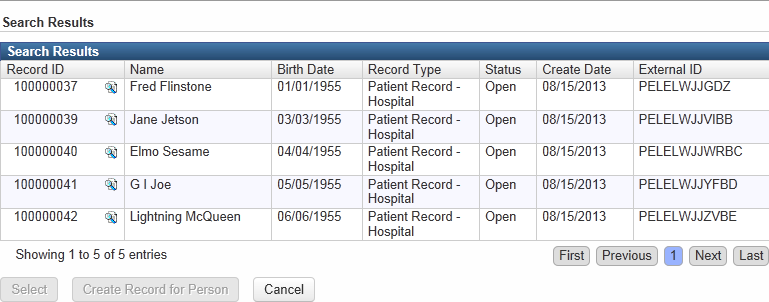 Search Results
Search Results
Record ID Name Birth Date Record Type Status Create Date External ID
100000037 Fred Flinstone 01/01/1955 Patient Record - Open 08/15/2013 PELELWJJGDZ
Hospital
100000039 Jane Jetson 03/03/1955 Patient Record - Open 08/15/2013 PELELWJJVIBB
Hospital
100000040 Elmo Sesame 04/04/1955 Patient Record - Open 08/15/2013 PELELWJJWRBC
Hospital
100000041 G I Joe 05/05/1955 Patient Record - Open 08/15/2013 PELELWJJYFBD
Hospital
100000042 Lightning McQueen 06/06/1955 Patient Record - Open 08/15/2013 PELELWJJZVBE
Hospital
Showing 1 to 5 of 5 entries First Previous 1 Next Last
Select Create Record for Person Cancel